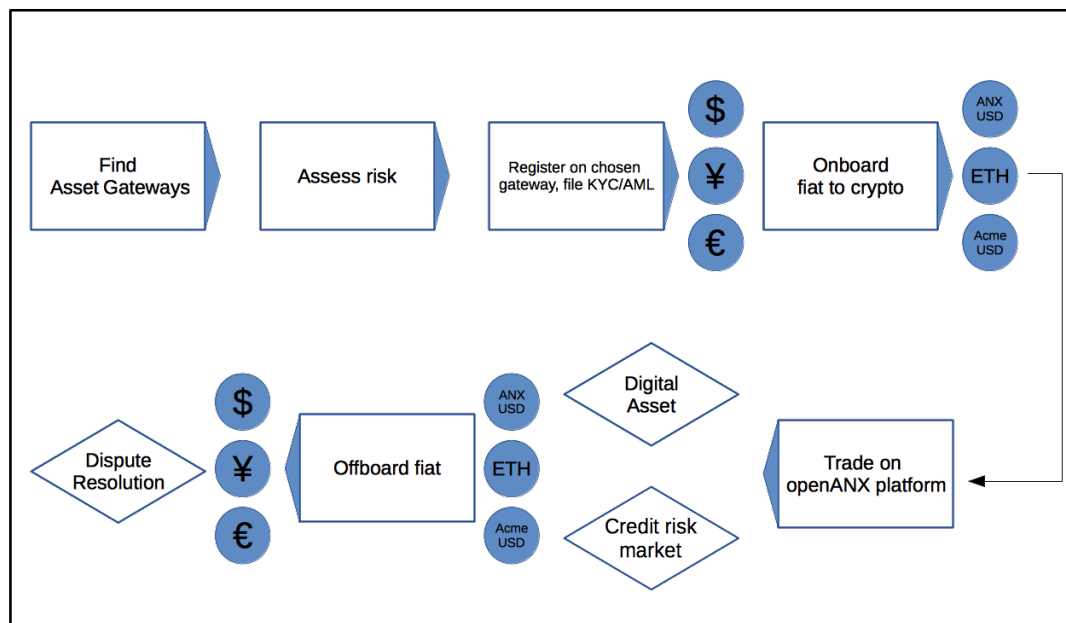 Find
Asset Gateways
Assess risk
Register on chosen
gateway, file KYC/AML
$
¥
€
Onboard
fiat to crypto
ANX
USD
ETH
Acme
USD
Dispute
Resolution
$
¥
€
Offboard fiat
ANX
USD
ETH
Acme
USD
Digital
Asset
Credit risk
market
Trade on
openANX platform